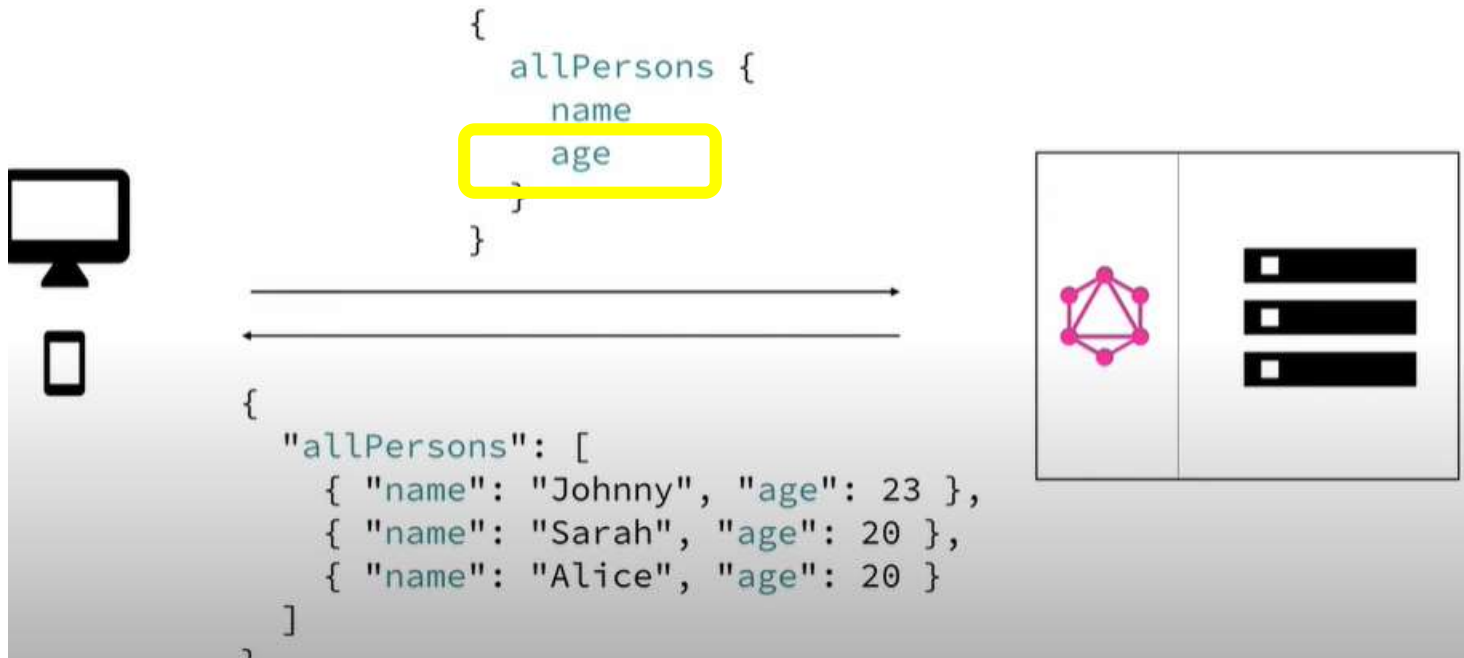 {
allPersons {
name
age
}
}
{
"allPersons": [
{ "name": "Johnny", "age": 23 },
{ "name": "Sarah", "age": 20 },
{ "name": "Alice", "age": 20 }
]
}